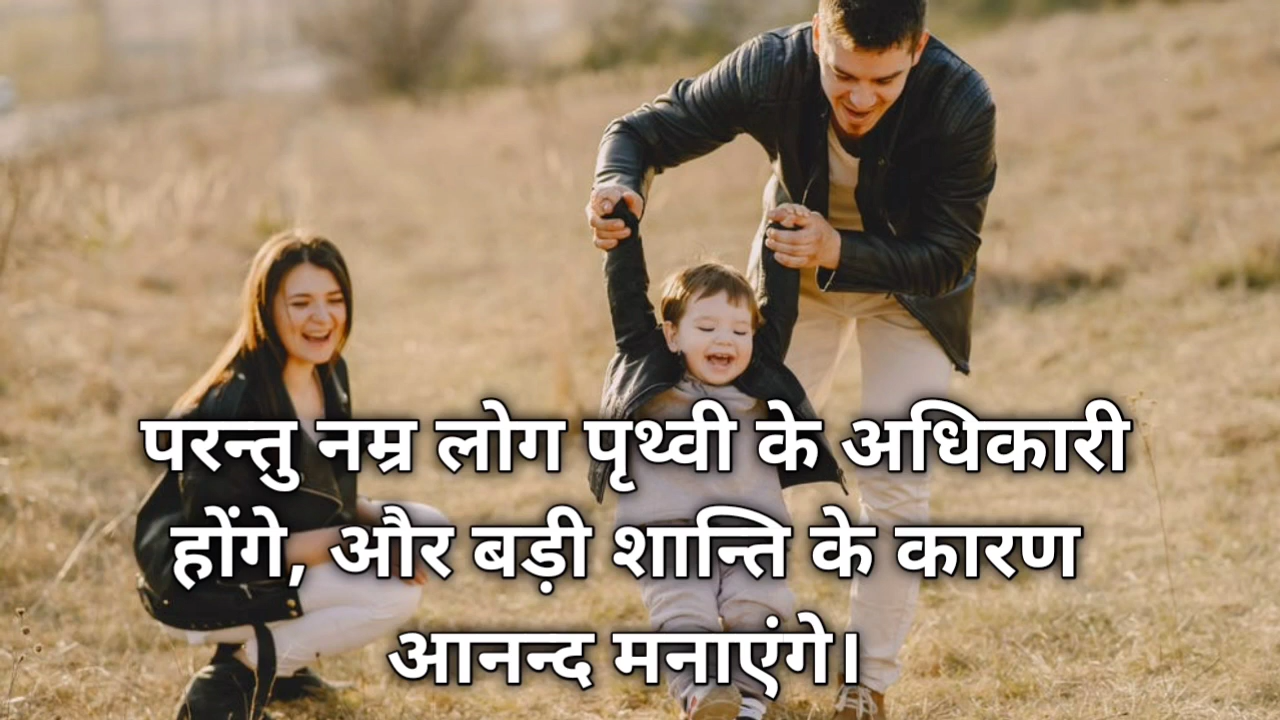 परन्तु नम्र लोग पृथ्वी के अधिकारी
होंगे, और बड़ी शान्ति के कारण
आनन्द मनाएंगे।